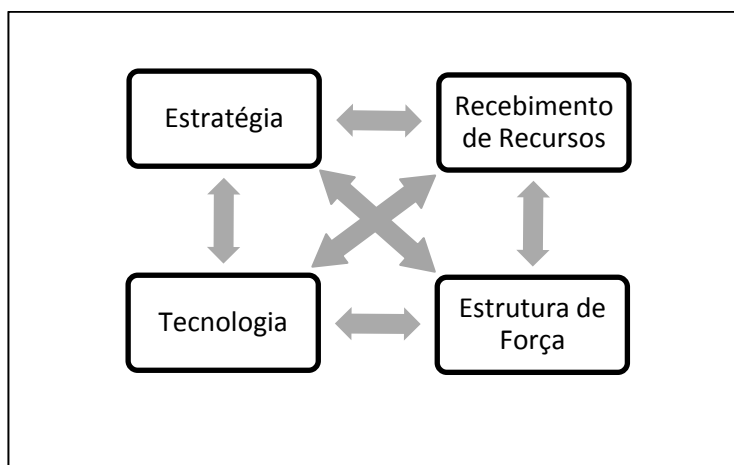 Estratégia
Recebimento
de Recursos
Tecnologia
Estrutura de
Força